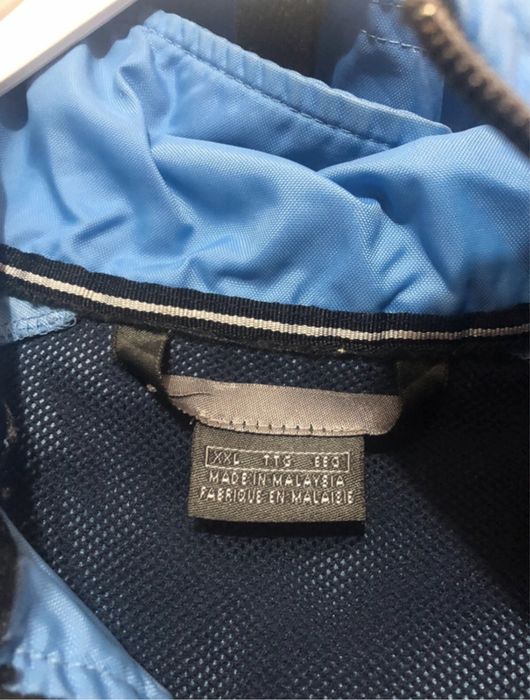 XXL TTG EEG
MADE IN MALAYSIA
FABRIQUE EN MALAISIE